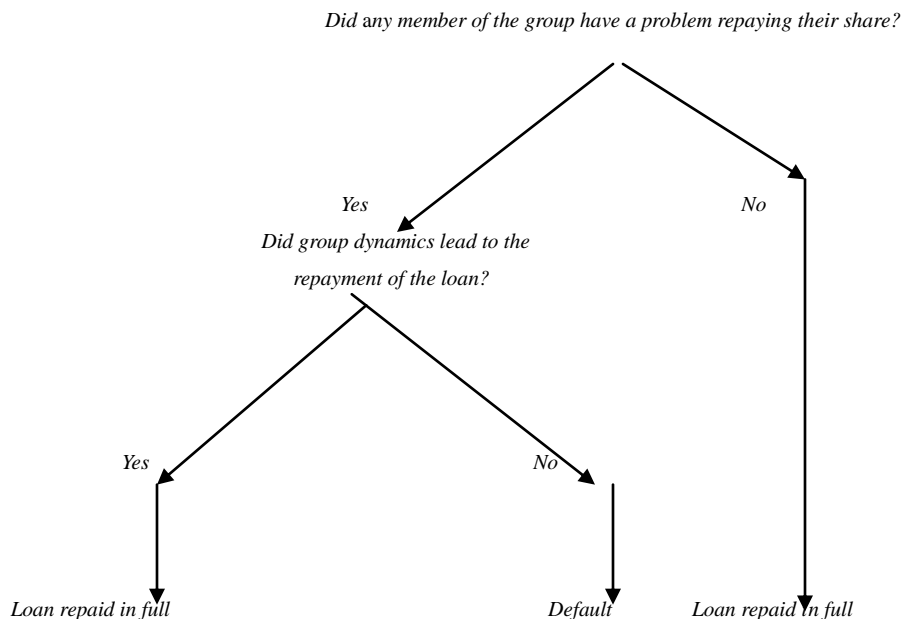 Did any member of the group have a problem repaying their share?
Yes
No
Did group dynamics lead to the
repayment of the loan?
Yes
No
Loan repaid in full
Default
Loan repaid in full